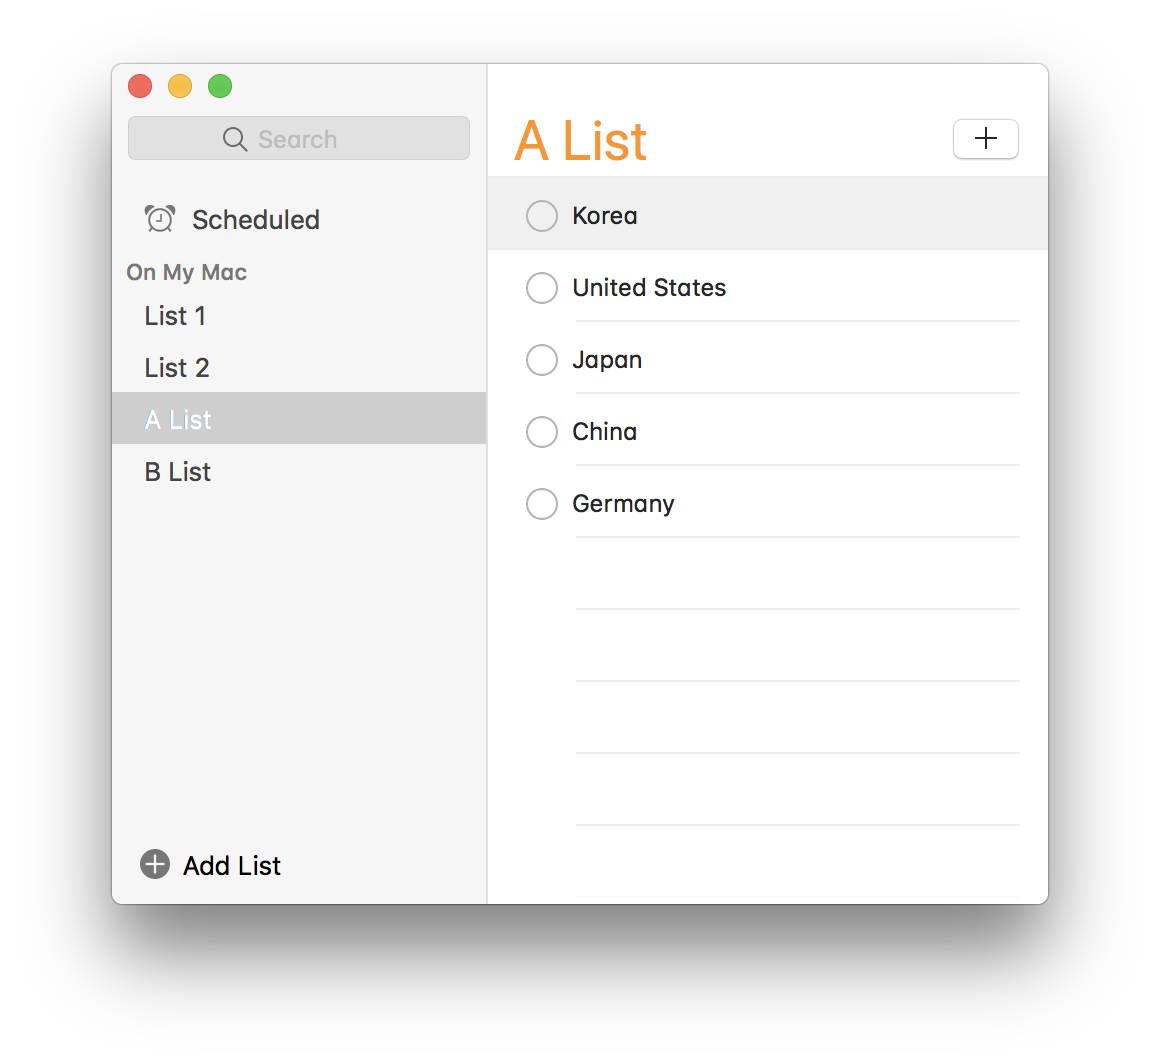 Search
Scheduled
On My Mac
List 1
List 2
A List
B List
Add List
A List
Korea
United States
Japan
China
Germany